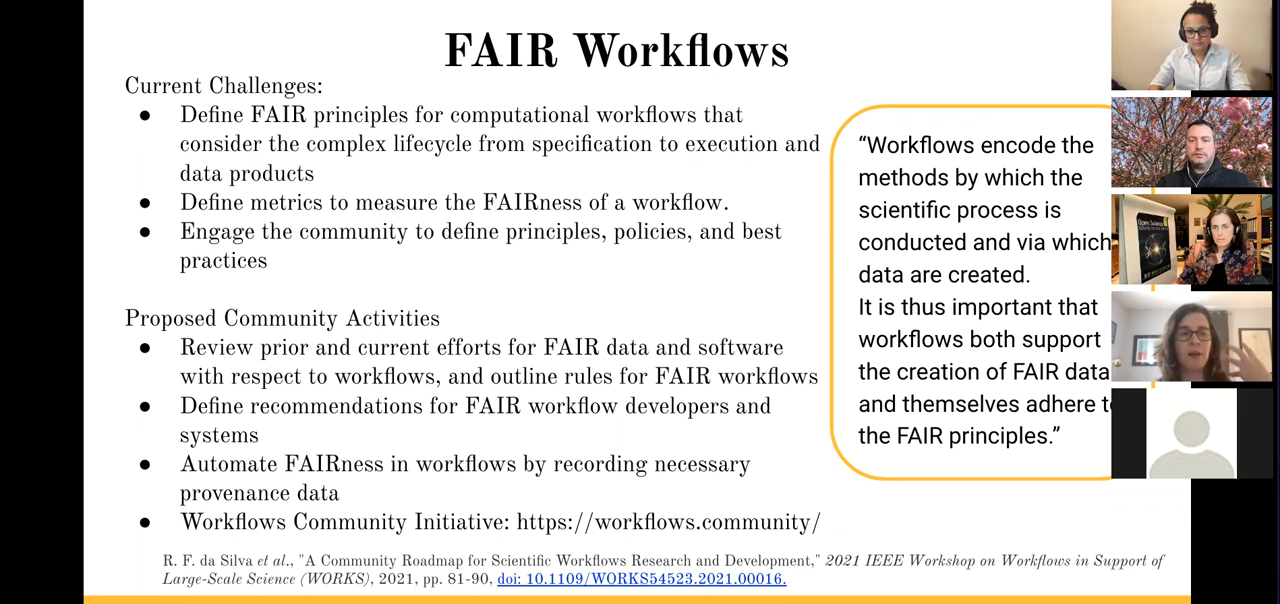 FAIR Workflows
Current Challenges:
● Define FAIR principles for computational workflows that
consider the complex lifecycle from specification to execution and
data products
● Define metrics to measure the FAIRness of a workflow.
● Engage the community to define principles, policies, and best
practices
Proposed Community Activities
● Review prior and current efforts for FAIR data and software
with respect to workflows, and outline rules for FAIR workflows
● Define recommendations for FAIR workflow developers and
systems
● Automate FAIRness in workflows by recording necessary
provenance data
● Workflows Community Initiative: https://workflows.community/
“Workflows encode the
methods by which the
scientific process is
conducted and via which
data are created.
It is thus important that
workflows both support
the creation of FAIR data
and themselves adhere to
the FAIR principles.”
R. F. da Silva et al., "A Community Roadmap for Scientific Workflows Research and Development," 2021 IEEE Workshop on Workflows in Support of
Large-Scale Science (WORKS), 2021, pp. 81-90, doi: 10.1109/WORKS54523.2021.00016.
Open Science